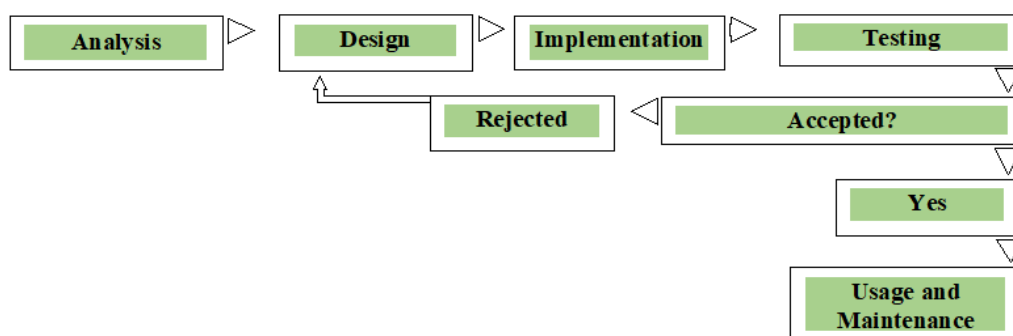 Analysis
Design
Implementation
Testing
Rejected
Accepted?
Yes
Usage and
Maintenance